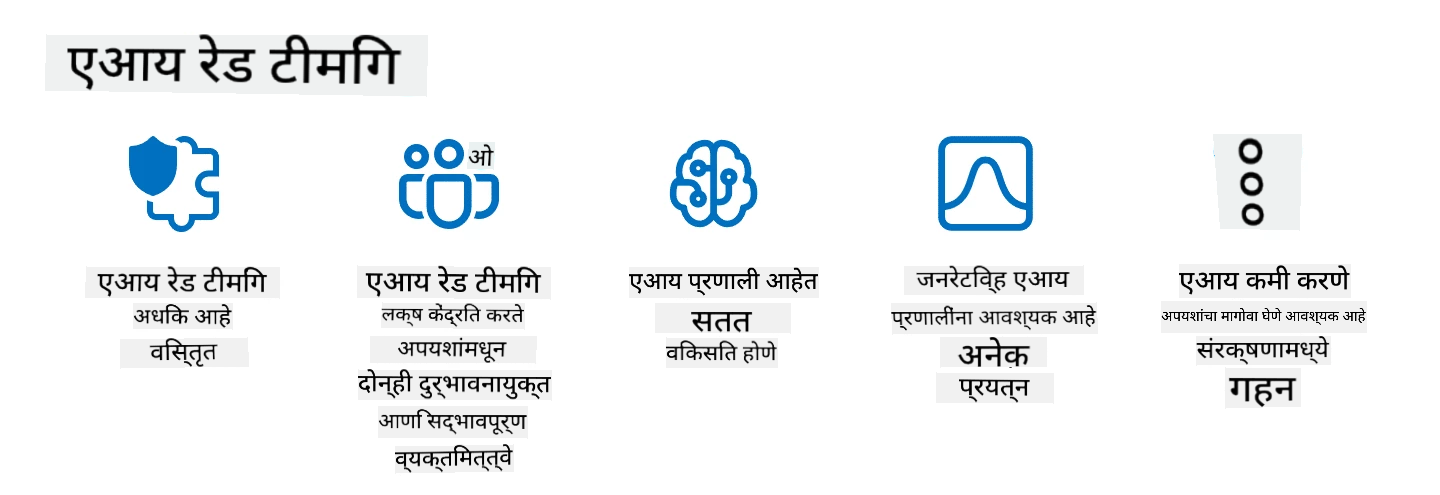 एआय रेड टीमिंग
ओ
एआय रेड टीमिंग
अधिक आहे
विस्तृत
एआय रेड टीमिंग
लक्ष केंद्रित करते
अपयशांमधून
दोन्ही दुर्भावनायुक्त
आणि सद्भावपूर्ण
व्यक्तिमत्त्वे
एआय प्रणाली आहेत
सतत
विकसित होणे
जनरेटिव्ह एआय
प्रणालींना आवश्यक आहे
अनेक
प्रयत्न
एआय कमी करणे
अपयशांचा मागोवा घेणे आवश्यक आहे
संरक्षणामध्ये
गहन